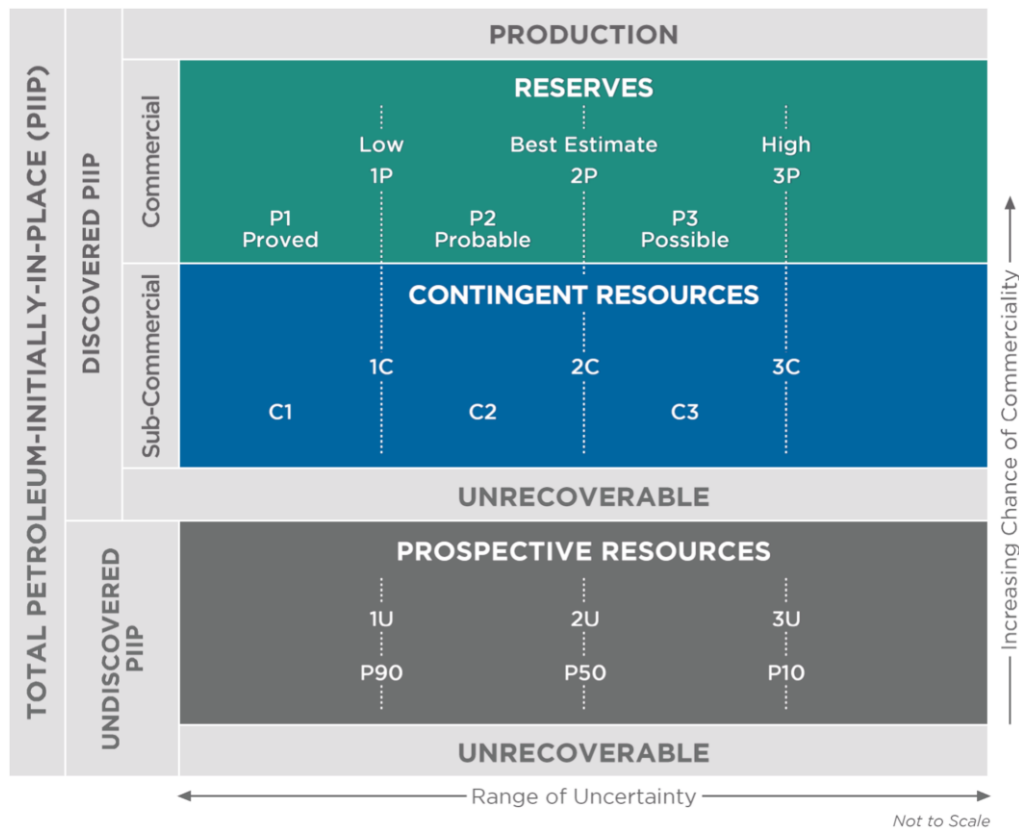 TOTAL PETROLEUM-INITIALLY-IN-PLACE (PIIP)
DISCOVERED PIIP
UNDISCOVERED
PIIP
PRODUCTION
Commercial
RESERVES
Low
Best Estimate
High
1P
2P
3P
P1
Proved
P2
Probable
P3
Possible
Sub-Commercial
CONTINGENT RESOURCES
1C
2C
3C
C1
C2
C3
UNRECOVERABLE
PROSPECTIVE RESOURCES
1U
2U
3U
P90
P50
P10
UNRECOVERABLE
Increasing Chance of Commerciality
Range of Uncertainty
Not to Scale